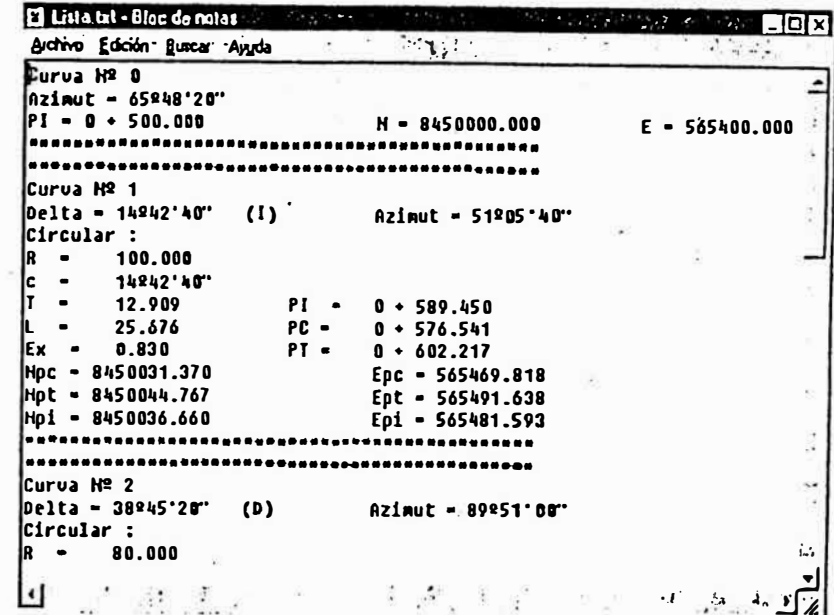 Lista.txt - Bloc de notas
Archivo Edición Buscar Ayuda
Curva Nº 0
Azimut = 65º48'20"
PI = 0 + 500.000 N = 8450000.000 E = 565400.000
**************************************************
**************************************************
Curva Nº 1
Delta = 14º42'40" (I) Azimut = 51º05'40"
Circular :
R = 100.000
c = 14º42'40"
T = 12.909 PI = 0 + 589.450
L = 25.676 PC = 0 + 576.541
Ex = 0.830 PT = 0 + 602.217
Npc = 8450031.370 Epc = 565469.818
Npt = 8450044.767 Ept = 565491.638
Npi = 8450036.660 Epi = 565481.593
**************************************************
**************************************************
Curva Nº 2
Delta = 38º45'20" (D) Azimut = 89º51'00"
Circular :
R = 80.000